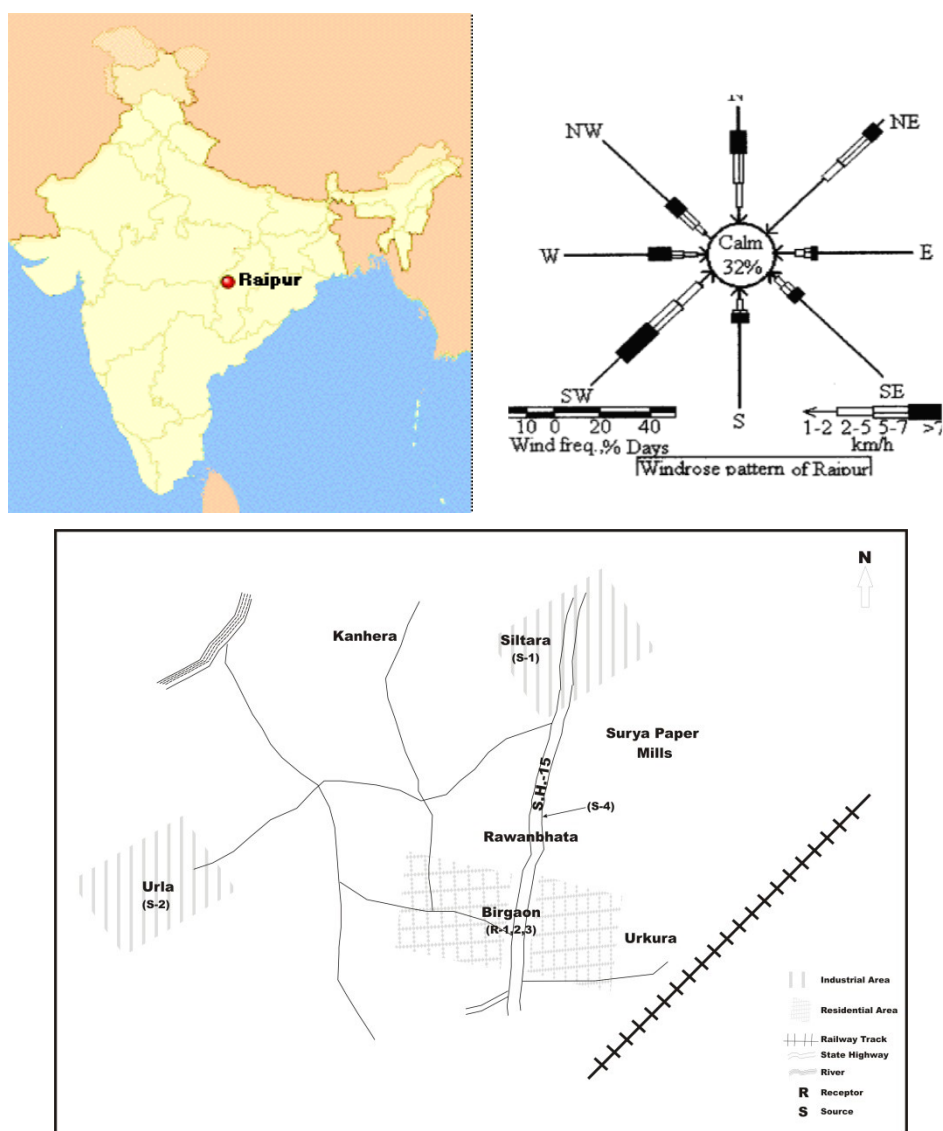 Raipur
N
NW
NE
W
Calm
32%
E
SW
S
SE
10 0 20 40
Wind freq.,% Days
1-2 2-5 5-7 >7
km/h
Windrose pattern of Raipur
N
Kanhera
Siltara
(S-1)
Surya Paper
Mills
S.H.-15
(S-4)
Rawanbhata
Urla
(S-2)
Birgaon
(R-1,2,3)
Urkura
Industrial Area
Residential Area
Railway Track
State Highway
River
R Receptor
S Source